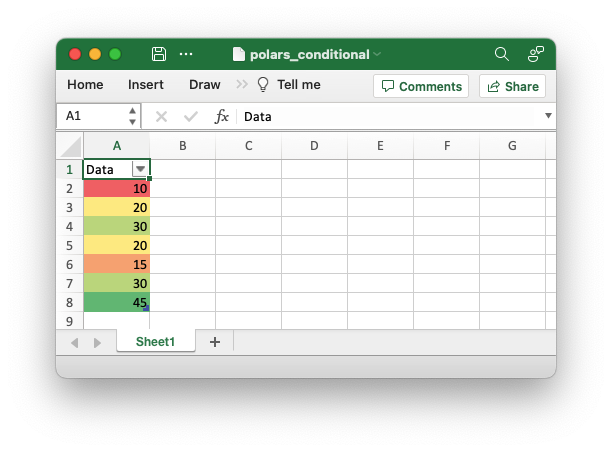 polars_conditional
Home Insert Draw Tell me Comments Share
A1 fx Data
A B C D E F G
1 Data
2 10
3 20
4 30
5 20
6 15
7 30
8 45
9
Sheet1 +